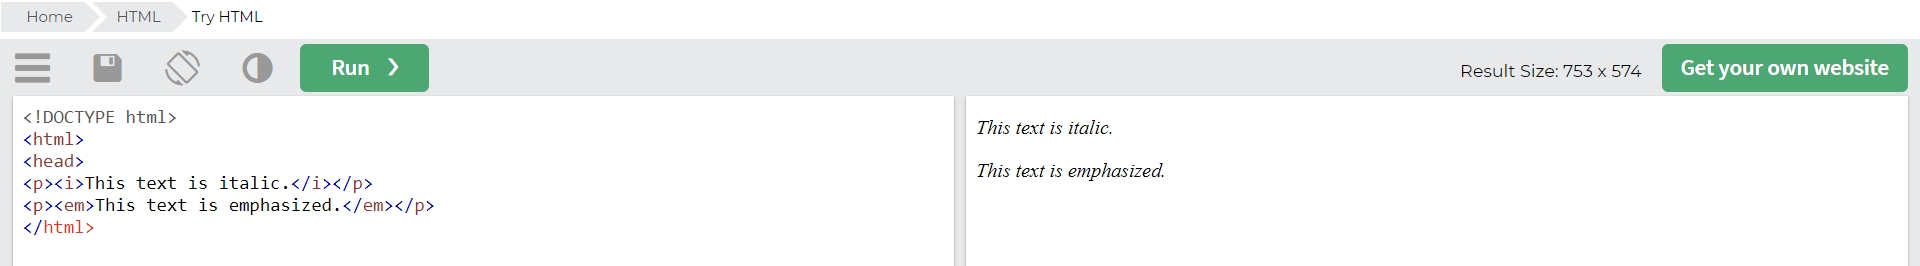 Home HTML Try HTML
Run ❯ Result Size: 753 x 574 Get your own website
<!DOCTYPE html>
<html>
<head>
<p><i>This text is italic.</i></p>
<p><em>This text is emphasized.</em></p>
</html>
This text is italic.
This text is emphasized.